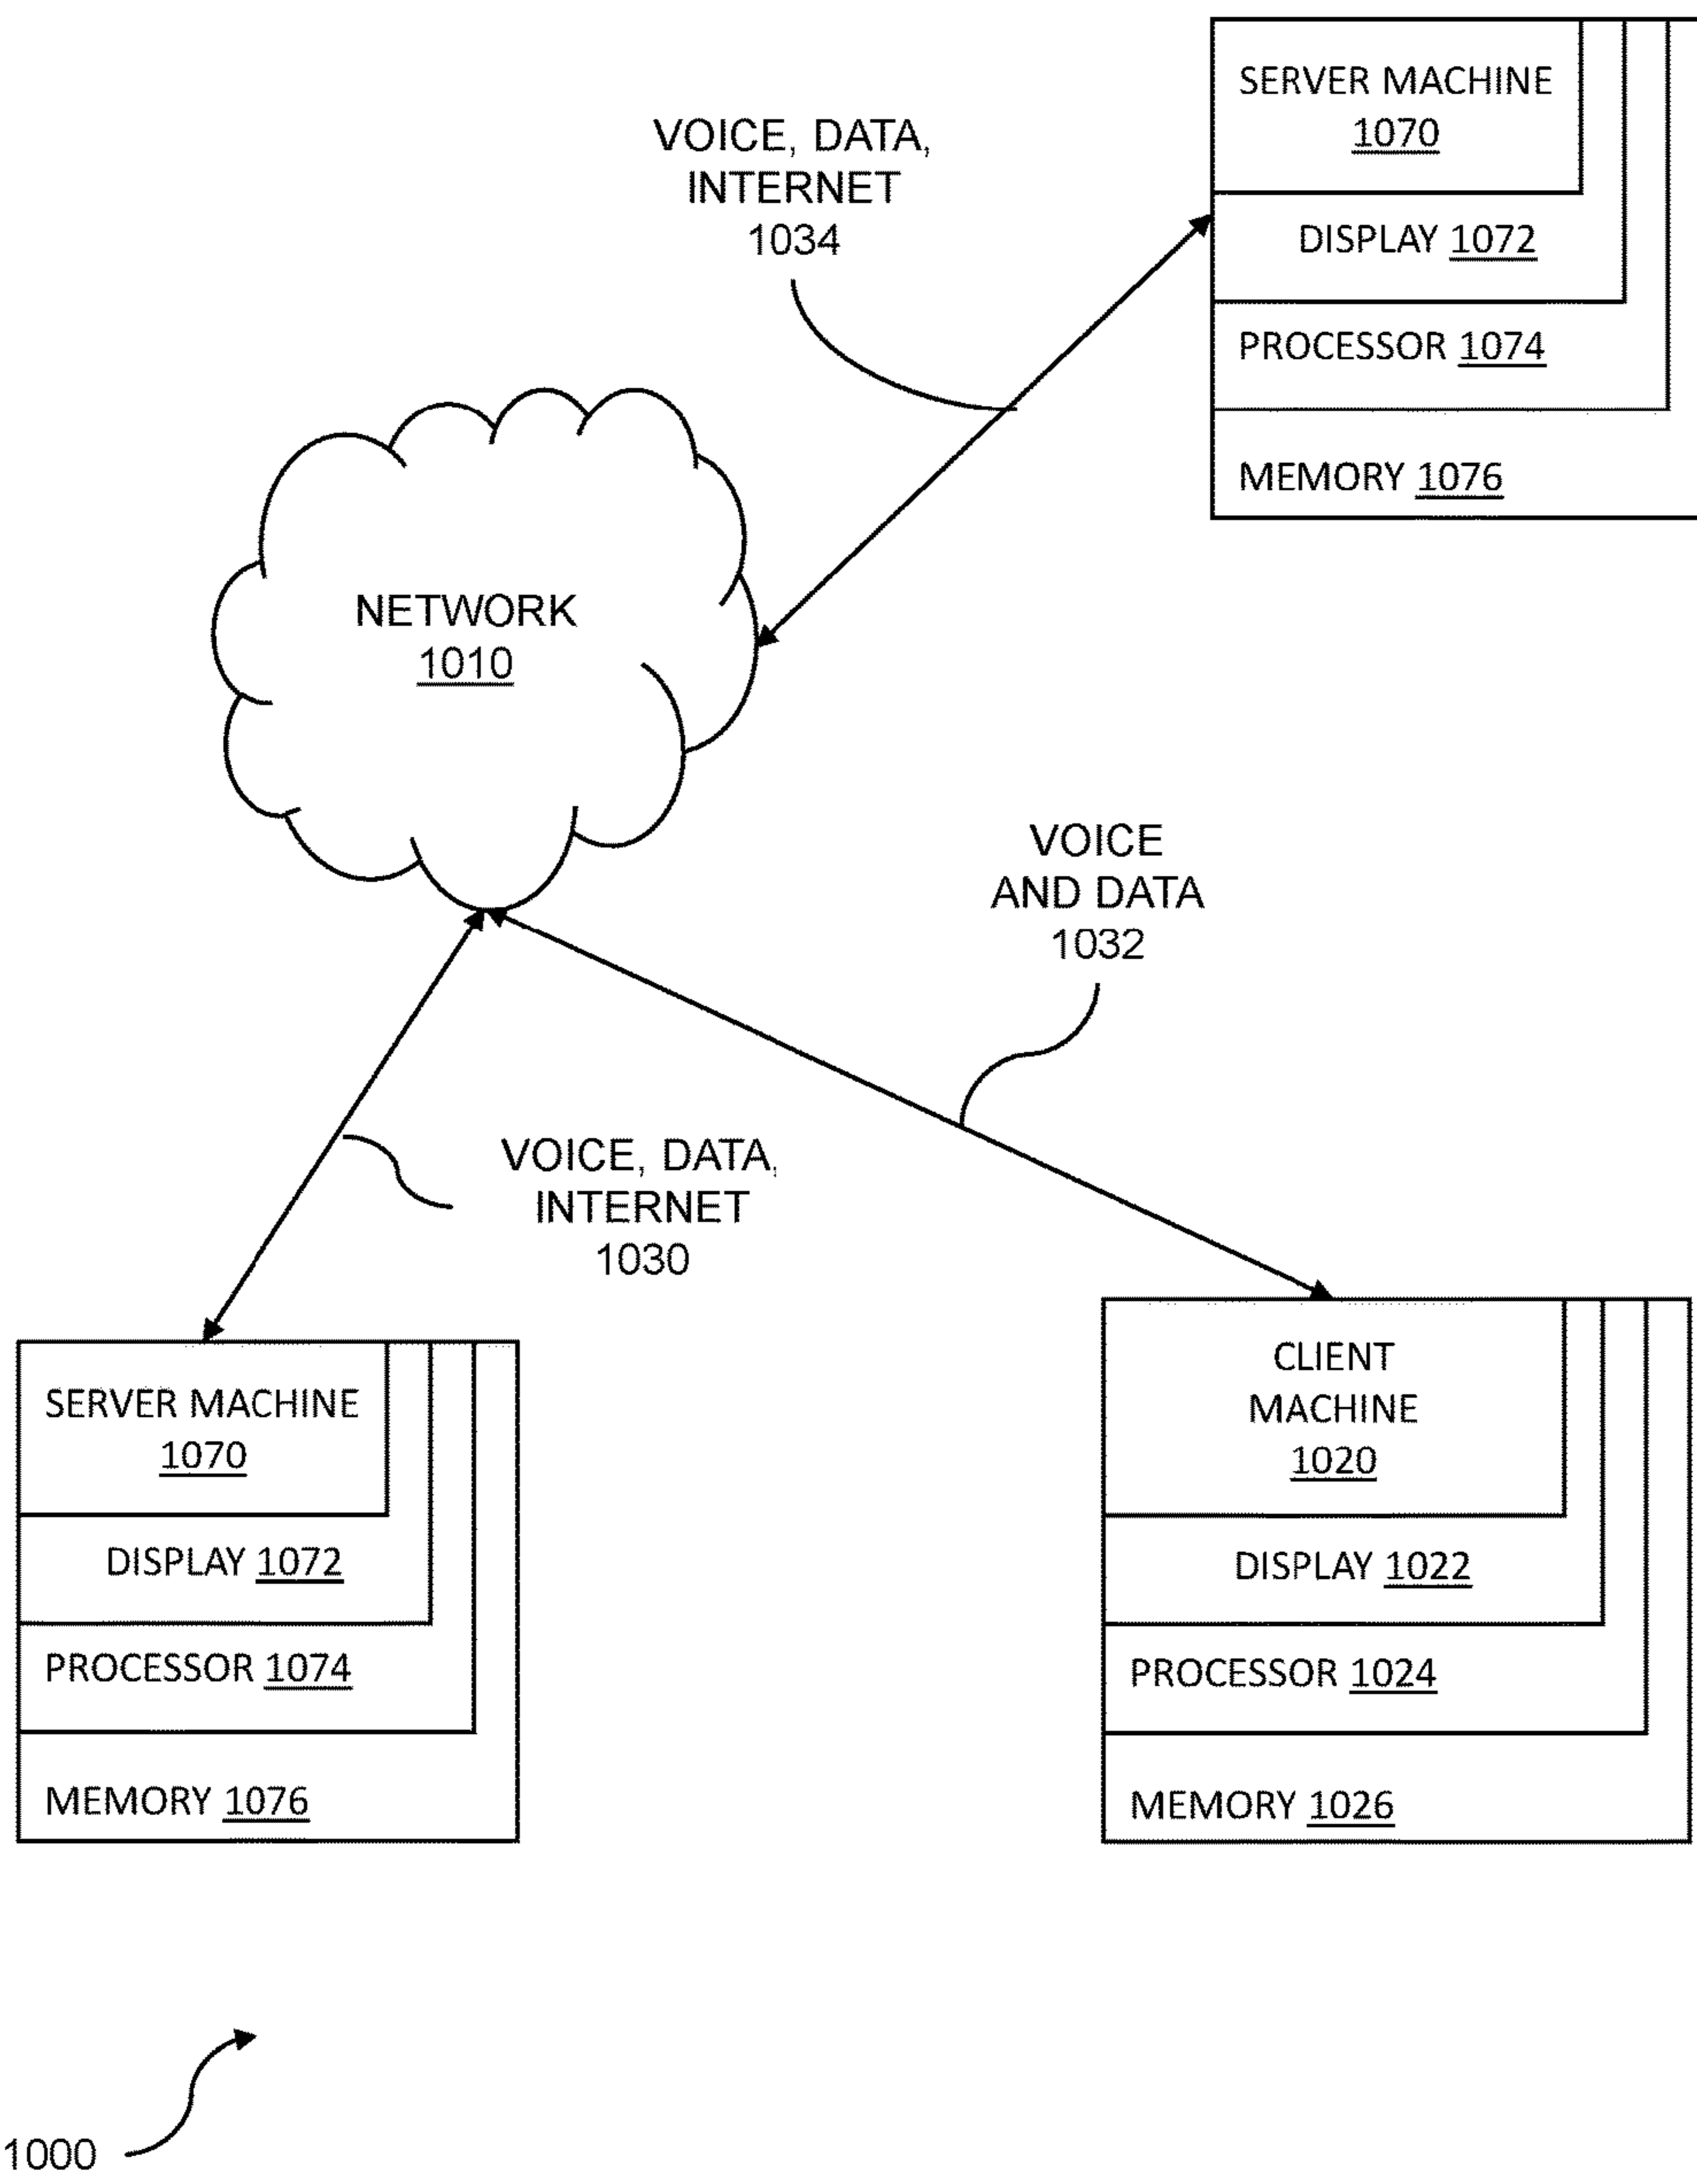 SERVER MACHINE
1070
DISPLAY 1072
PROCESSOR 1074
MEMORY 1076
VOICE, DATA,
INTERNET
1034
NETWORK
1010
VOICE
AND DATA
1032
VOICE, DATA,
INTERNET
1030
SERVER MACHINE
1070
DISPLAY 1072
PROCESSOR 1074
MEMORY 1076
CLIENT
MACHINE
1020
DISPLAY 1022
PROCESSOR 1024
MEMORY 1026
1000